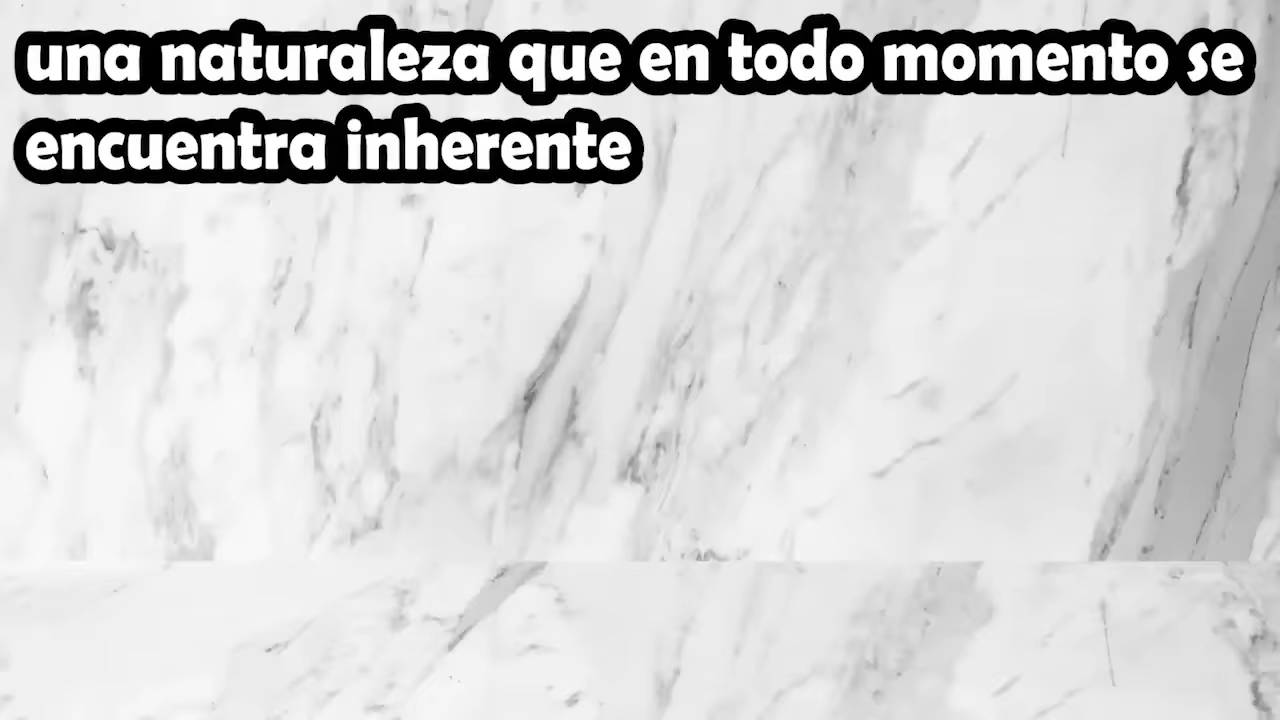 una naturaleza que en todo momento se
encuentra inherente